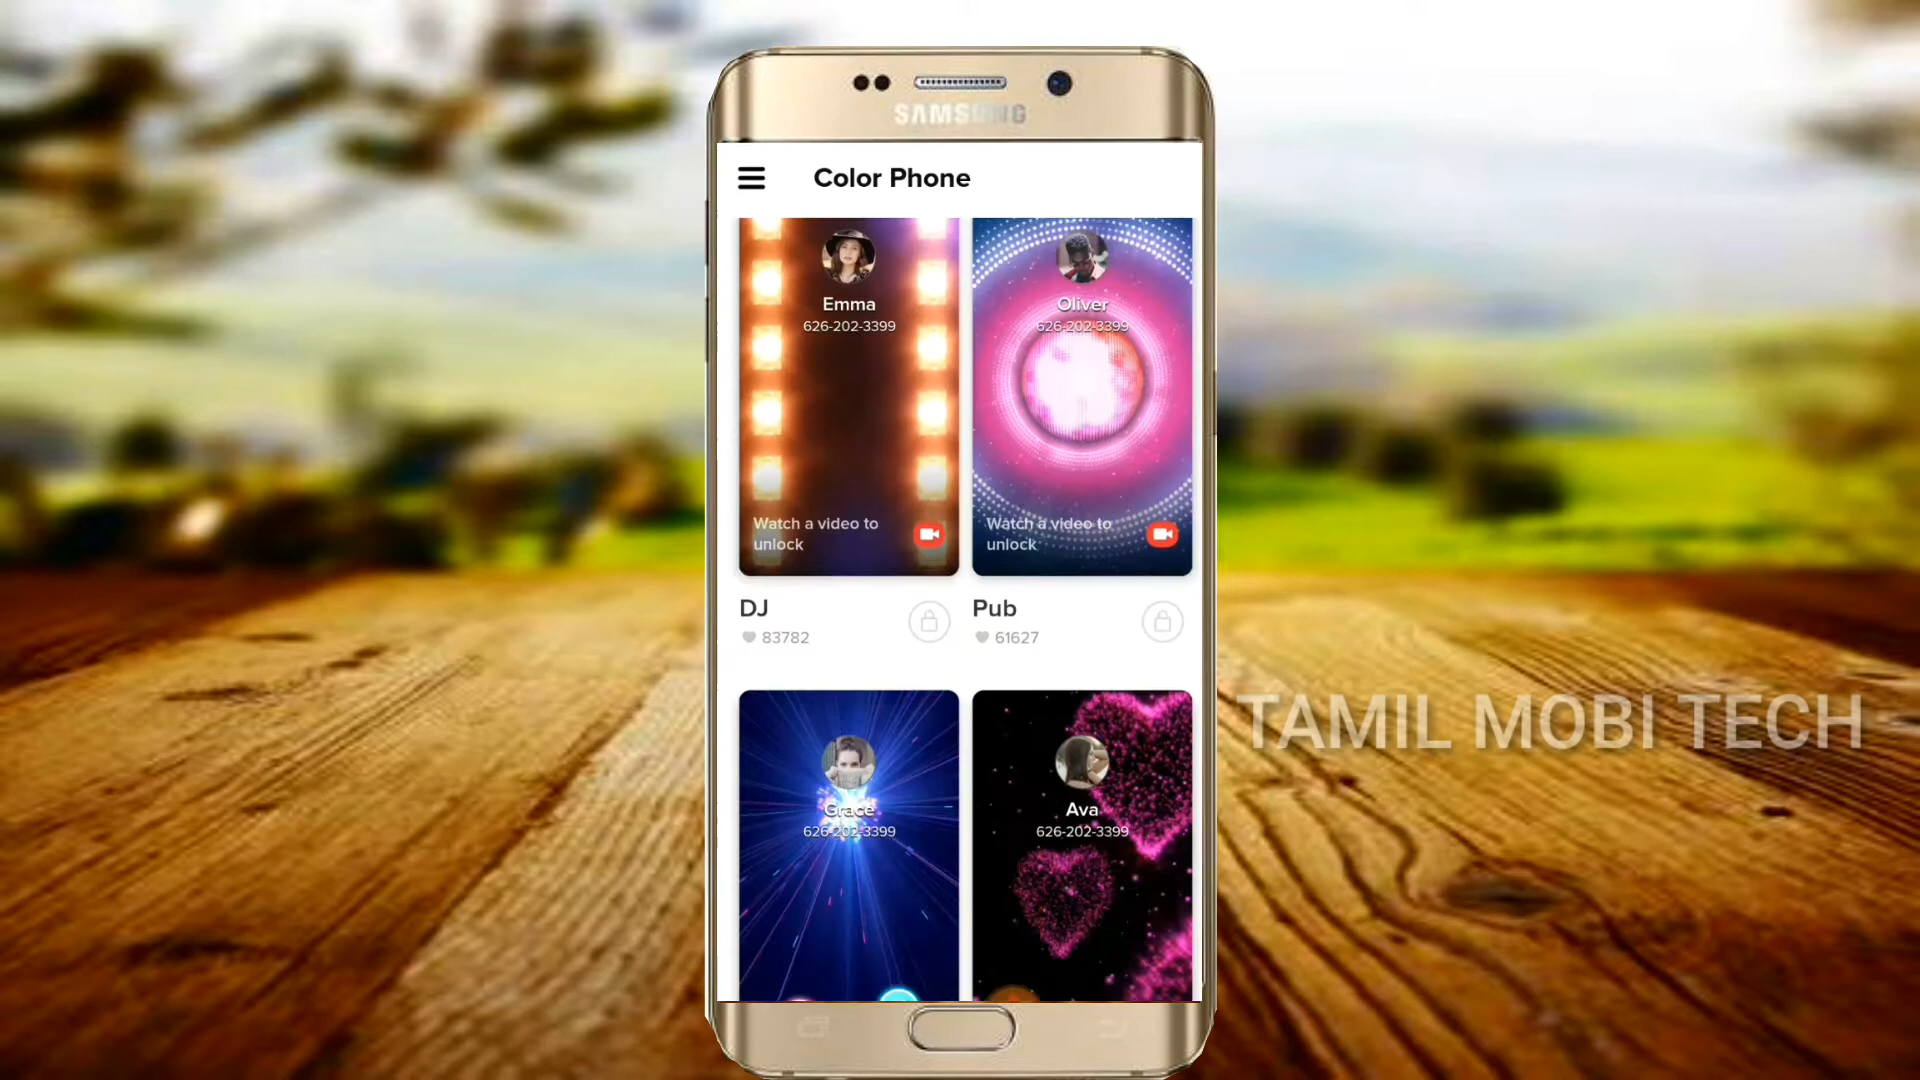 SAMSUNG
Color Phone
Emma
626-202-3399
Watch a video to
unlock
Oliver
626-202-3399
Watch a video to
unlock
DJ
83782
Pub
61627
Grace
626-202-3399
Ava
626-202-3399
TAMIL MOBI TECH